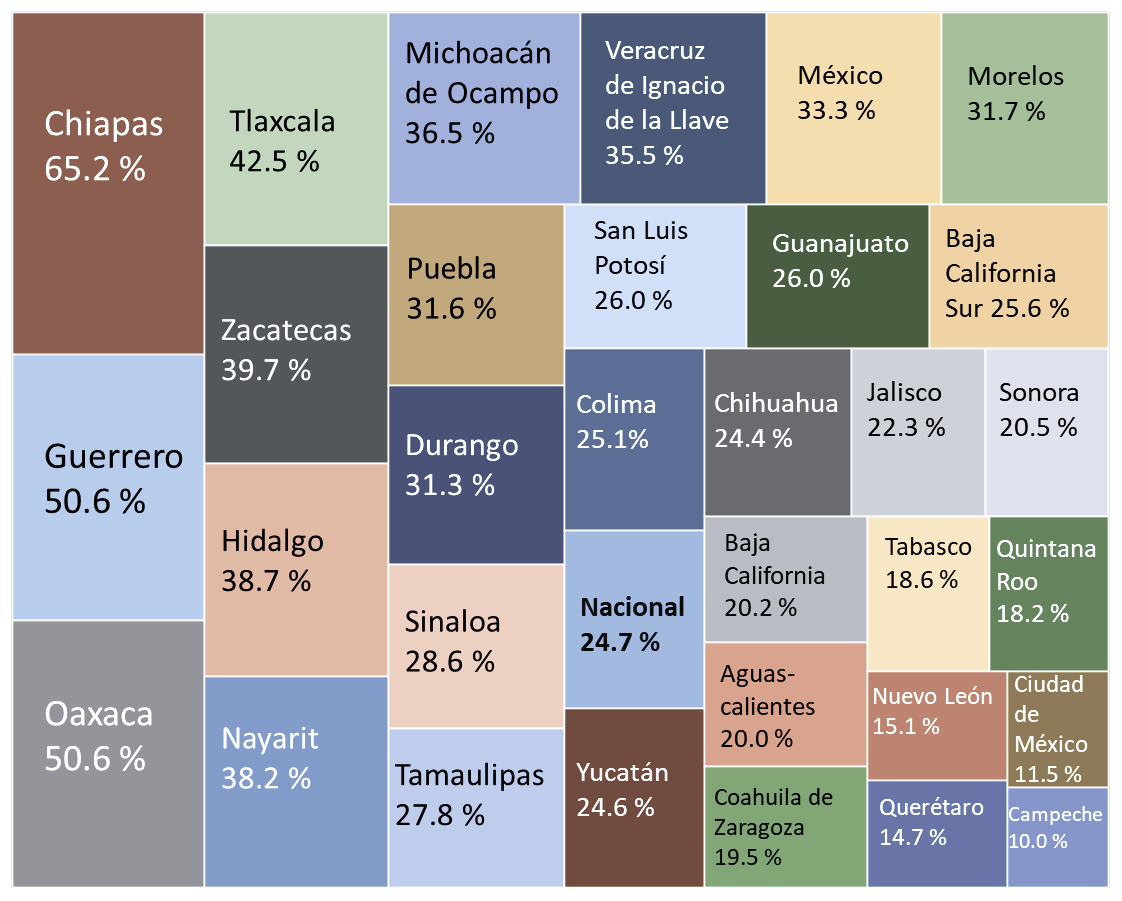 Chiapas
65.2 %
Guerrero
50.6 %
Oaxaca
50.6 %
Tlaxcala
42.5 %
Zacatecas
39.7 %
Hidalgo
38.7 %
Nayarit
38.2 %
Michoacán
de Ocampo
36.5 %
Veracruz
de Ignacio
de la Llave
35.5 %
México
33.3 %
Morelos
31.7 %
Puebla
31.6 %
Durango
31.3 %
Sinaloa
28.6 %
Tamaulipas
27.8 %
San Luis
Potosí
26.0 %
Guanajuato
26.0 %
Baja
California
Sur 25.6 %
Colima
25.1%
Nacional
24.7 %
Yucatán
24.6 %
Chihuahua
24.4 %
Jalisco
22.3 %
Sonora
20.5 %
Baja
California
20.2 %
Aguas-
calientes
20.0 %
Coahuila de
Zaragoza
19.5 %
Tabasco
18.6 %
Quintana
Roo
18.2 %
Nuevo León
15.1 %
Querétaro
14.7 %
Ciudad
de
México
11.5 %
Campeche
10.0 %